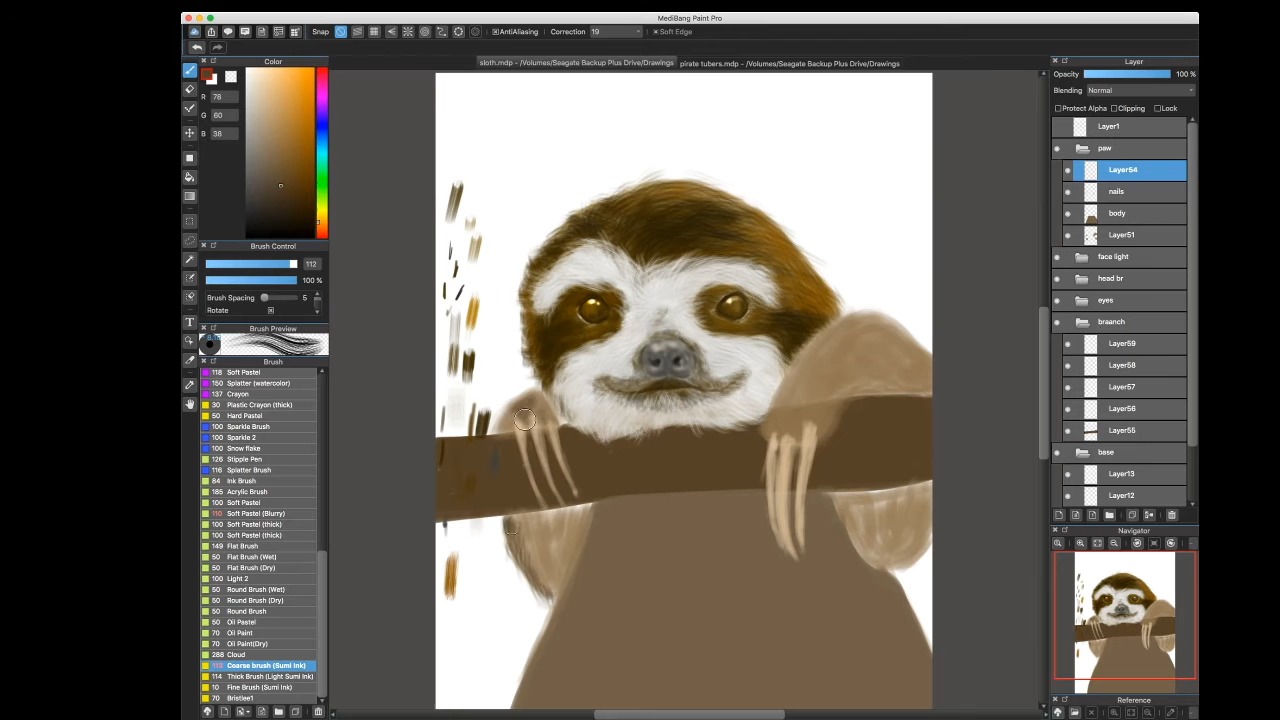 MediBang Paint Pro
Snap AntiAliasing Correction 19 Soft Edge
sloth.mdp - /Volumes/Seagate Backup Plus Drive/Drawings pirate tubers.mdp - /Volumes/Seagate Backup Plus Drive/Drawings
Color
R 76
G 60
B 38
Brush Control
112
100 %
Brush Spacing 5
Rotate
Brush Preview
Brush
118 Soft Pastel
150 Splatter (watercolor)
137 Crayon
30 Plastic Crayon (thick)
50 Hard Pastel
100 Sparkle Brush
100 Sparkle 2
100 Snow flake
126 Stipple Pen
116 Splatter Brush
84 Ink Brush
185 Acrylic Brush
100 Soft Pastel
110 Soft Pastel (Blurry)
100 Soft Pastel (thick)
100 Soft Pastel (thick)
149 Flat Brush
50 Flat Brush (Wet)
50 Flat Brush (Dry)
100 Light 2
50 Round Brush (Wet)
50 Round Brush (Dry)
50 Round Brush
50 Oil Pastel
70 Oil Paint
70 Oil Paint(Dry)
288 Cloud
Coarse brush (Sumi Ink)
114 Thick Brush (Light Sumi Ink)
10 Fine Brush (Sumi Ink)
70 Bristlee1
Layer
Opacity 100 %
Blending Normal
Protect Alpha Clipping Lock
Layer1
paw
Layer54
nails
body
Layer51
face light
head br
eyes
braanch
Layer59
Layer58
Layer57
Layer56
Layer55
base
Layer13
Layer12
Navigator
Reference